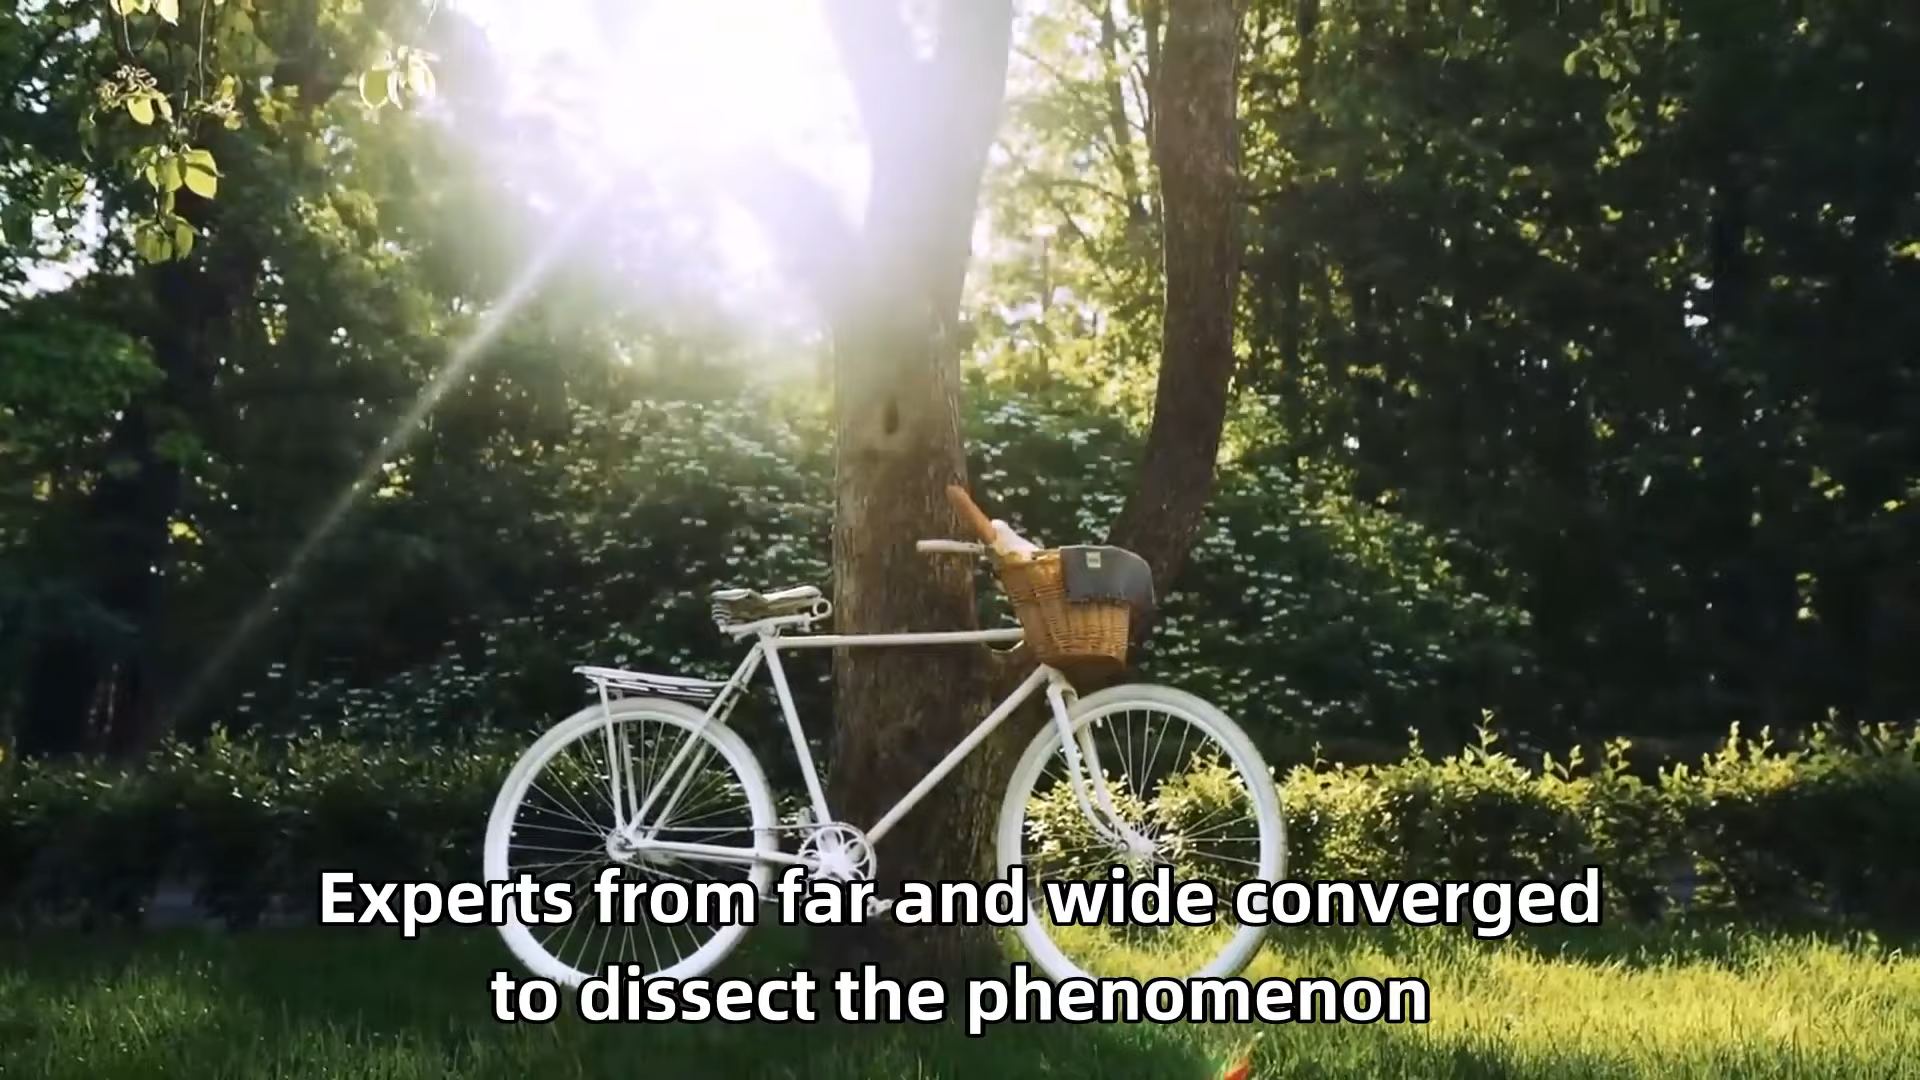 Experts from far and wide converged
to dissect the phenomenon